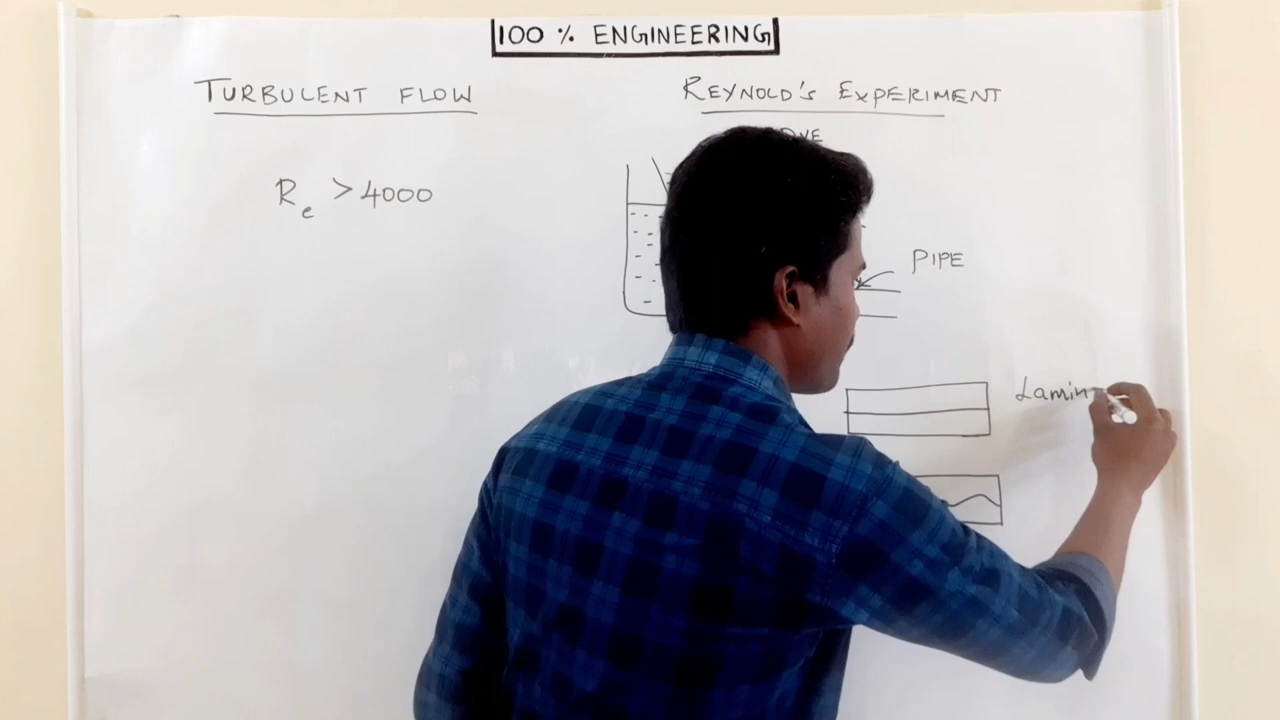 100 % ENGINEERING
TURBULENT FLOW
REYNOLD'S EXPERIMENT
Re > 4000
PIPE
Lamin